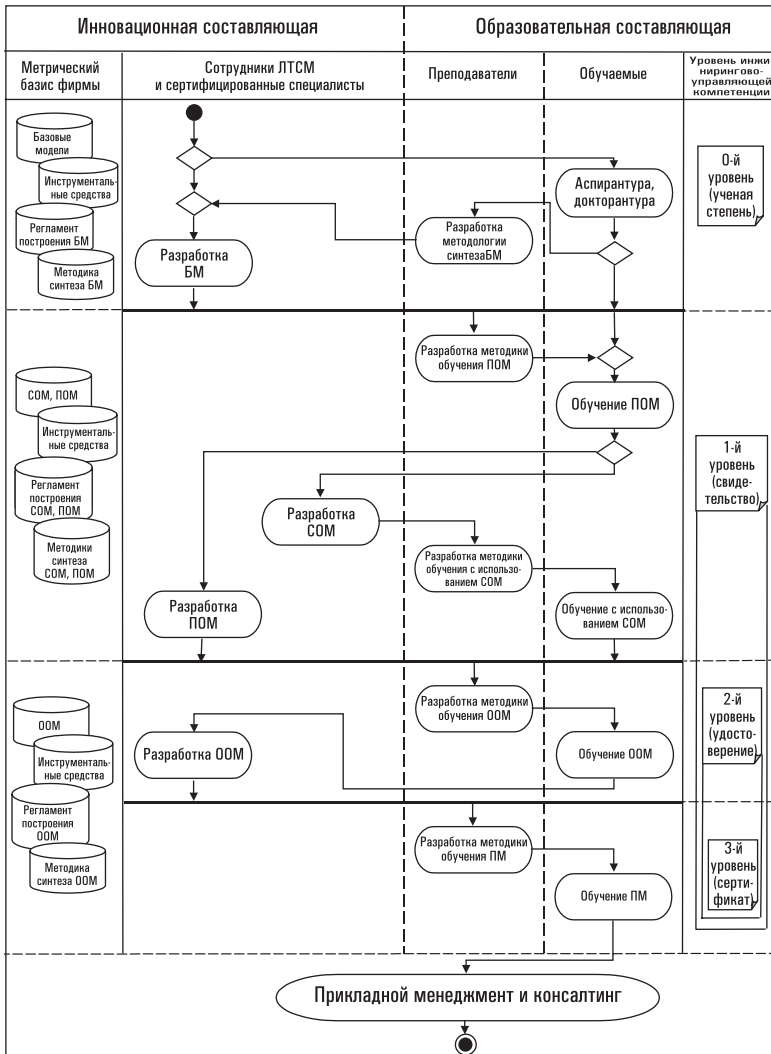 Инновационная составляющая
Образовательная составляющая
Метрический
базис фирмы
Сотрудники ЛТСМ
и сертифицированные специалисты
Преподаватели
Обучаемые
Уровень инжи-
нирингово-
управляющей
компетенции
Базовые
модели
Инструменталь-
ные средства
Регламент
построения БМ
Методика
синтеза БМ
Разработка
БМ
Разработка
методологии
синтезаБМ
Аспирантура,
докторантура
0-й
уровень
(ученая
степень)
Разработка методики
обучения ПОМ
Обучение ПОМ
СОМ, ПОМ
Инструменталь-
ные средства
Регламент
построения
СОМ, ПОМ
Методики
синтеза
СОМ, ПОМ
Разработка
СОМ
Разработка методики
обучения с использо-
ванием СОМ
Разработка
ПОМ
Обучение с использо-
ванием СОМ
1-й
уровень
(свиде-
тельство)
ООМ
Инструменталь-
ные средства
Регламент
построения
ООМ
Методика
синтеза ООМ
Разработка ООМ
Разработка методики
обучения ООМ
Обучение ООМ
2-й
уровень
(удосто-
верение)
Разработка методики
обучения ПМ
Обучение ПМ
3-й
уровень
(серти-
фикат)
Прикладной менеджмент и консалтинг